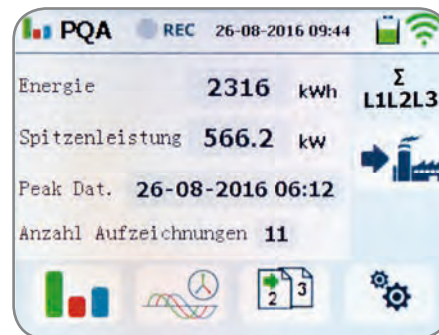 PQA REC 26-08-2016 09:44
Energie 2316 kWh
Σ
L1L2L3
Spitzenleistung 566.2 kW
Peak Dat. 26-08-2016 06:12
Anzahl Aufzeichnungen 11
2 3